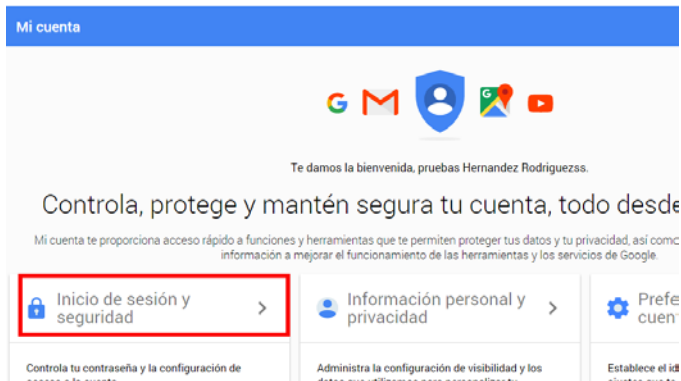 Mi cuenta
Te damos la bienvenida, pruebas Hernandez Rodriguezss.
Controla, protege y mantén segura tu cuenta, todo desde
Mi cuenta te proporciona acceso rápido a funciones y herramientas que te permiten proteger tus datos y tu privacidad, así como
información a mejorar el funcionamiento de las herramientas y los servicios de Google.
Inicio de sesión y
seguridad
Información personal y
privacidad
Prefe
cuen
Controla tu contraseña y la configuración de
Administra la configuración de visibilidad y los
Establece el id